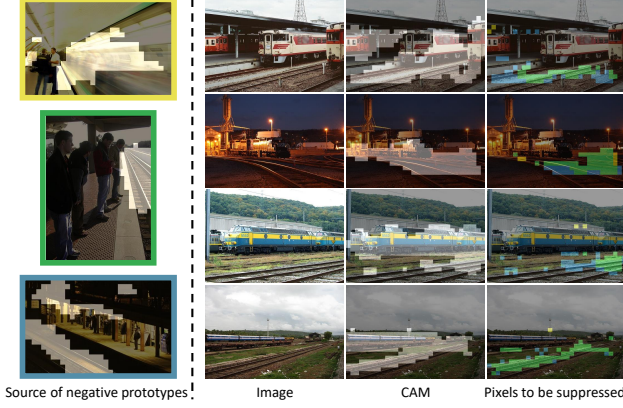 Source of negative prototypes
Image
CAM
Pixels to be suppressed